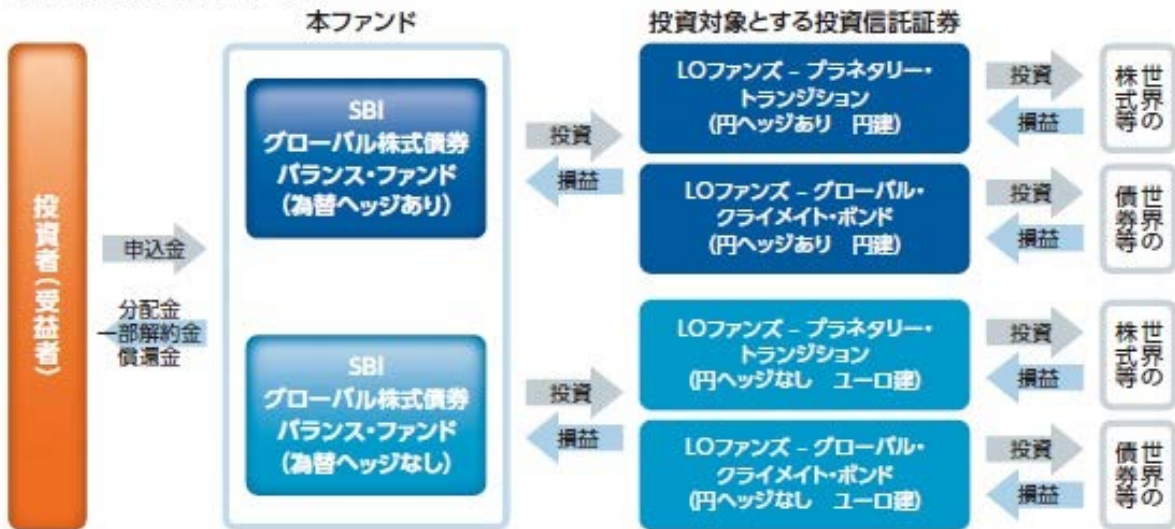 本ファンド
投資対象とする投資信託証券
投資者(受益者)
申込金
分配金
一部解約金
償還金
SBI
グローバル株式債券
バランス・ファンド
(為替ヘッジあり)
投資
損益
LOファンズ – プラネタリー・
トランジション
(円ヘッジあり 円建)
投資
損益
世界の
株式等
LOファンズ – グローバル・
クライメイト・ボンド
(円ヘッジあり 円建)
投資
損益
世界の
債券等
SBI
グローバル株式債券
バランス・ファンド
(為替ヘッジなし)
投資
損益
LOファンズ – プラネタリー・
トランジション
(円ヘッジなし ユーロ建)
投資
損益
世界の
株式等
LOファンズ – グローバル・
クライメイト・ボンド
(円ヘッジなし ユーロ建)
投資
損益
世界の
債券等